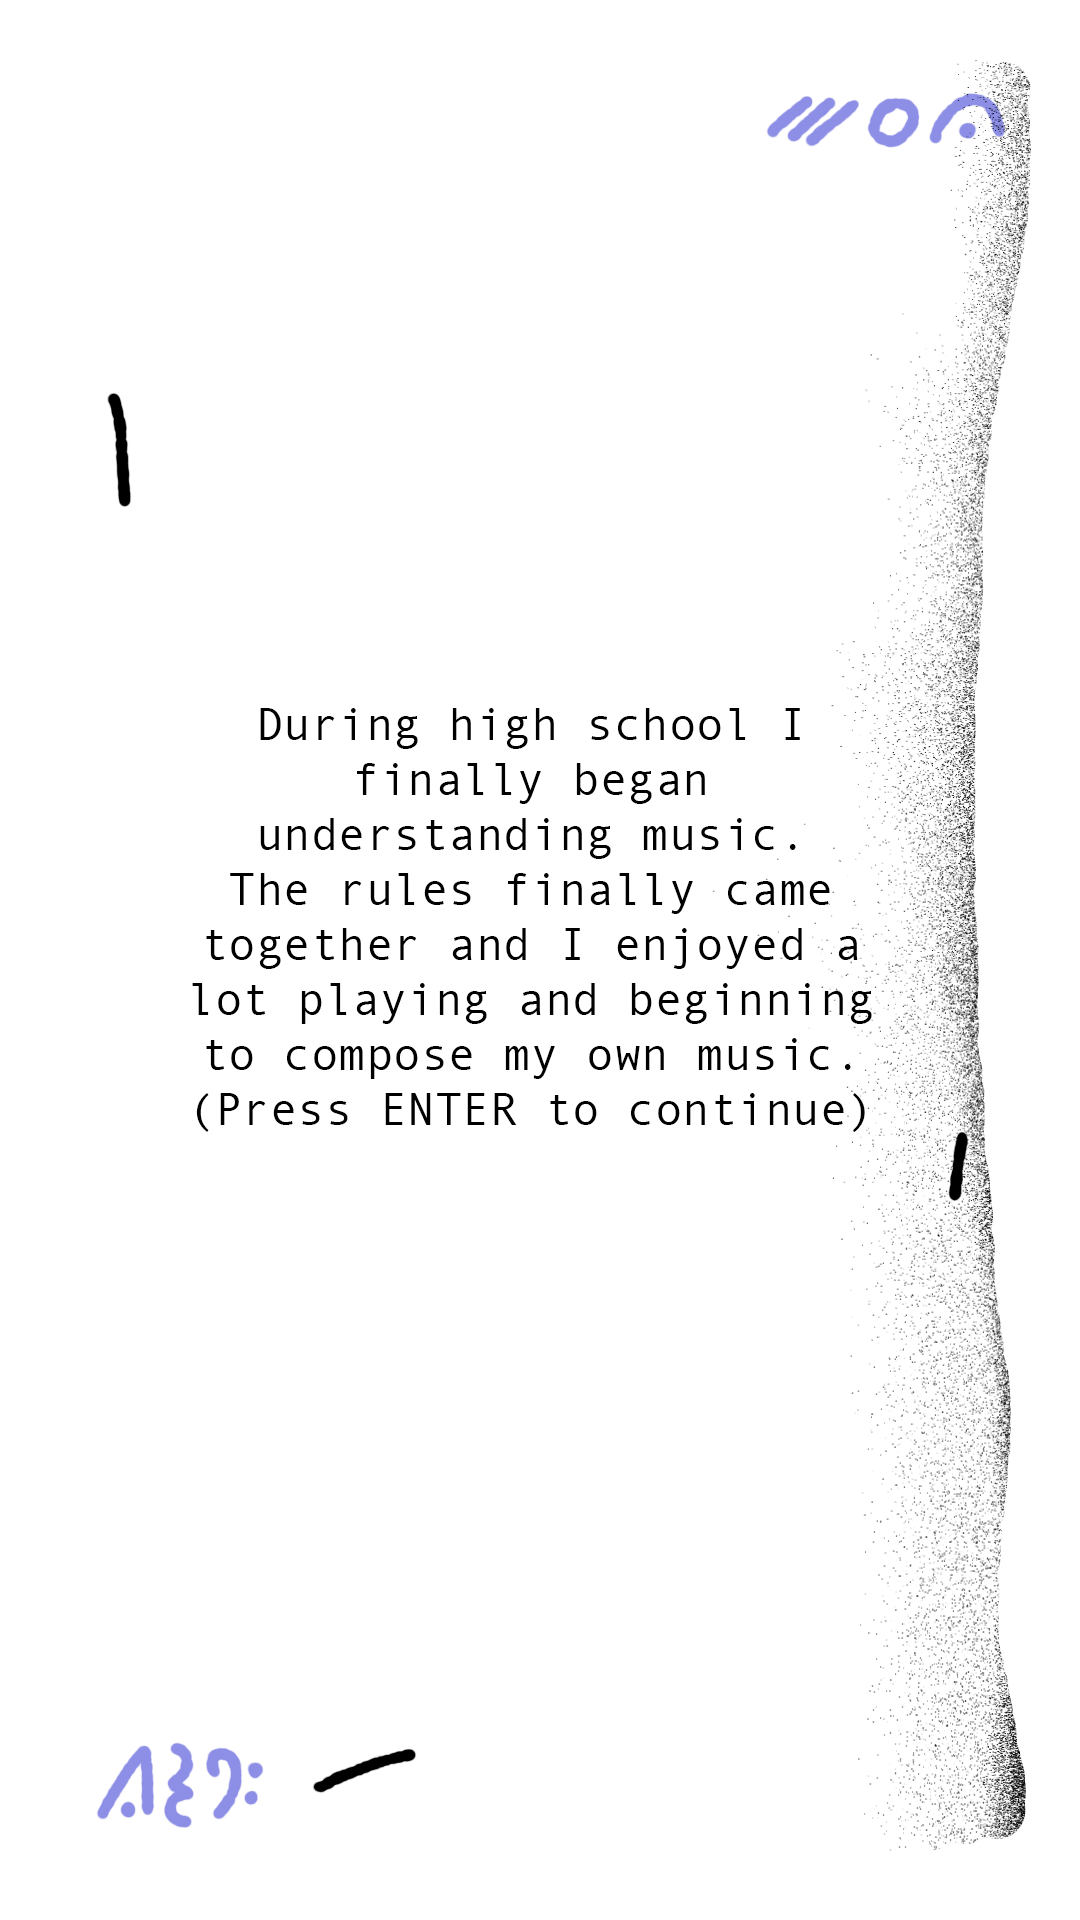 During high school I
finally began
understanding music.
The rules finally came
together and I enjoyed a
lot playing and beginning
to compose my own music.
(Press ENTER to continue)